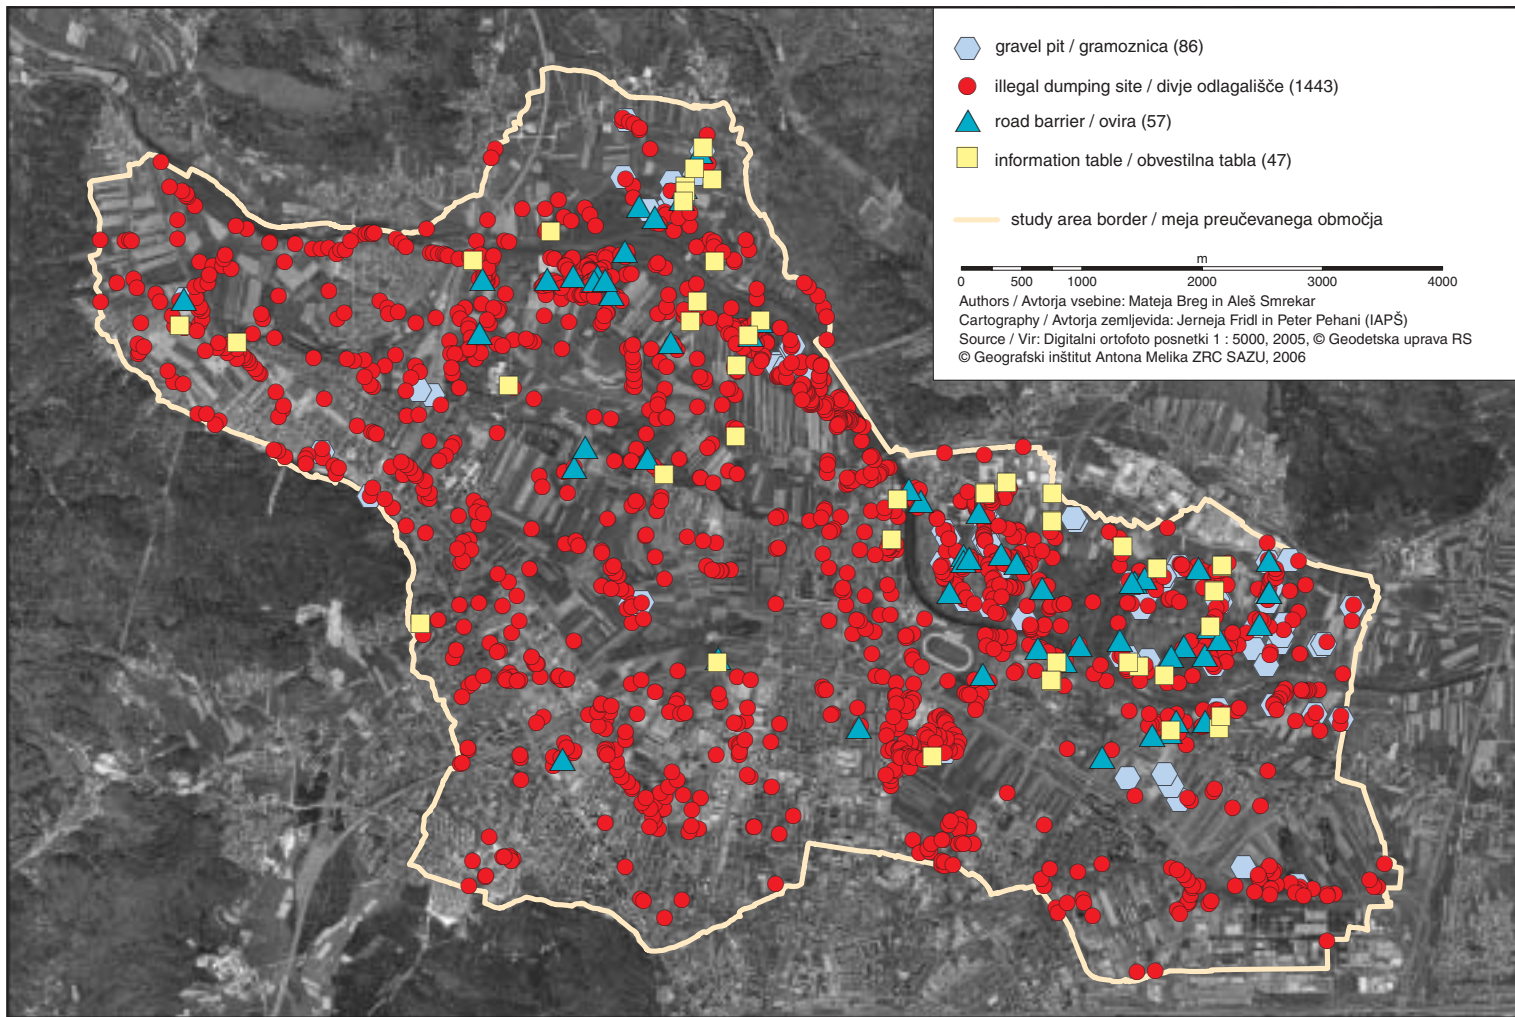 gravel pit / gramoznica (86)
illegal dumping site / divje odlagališče (1443)
road barrier / ovira (57)
information table / obvestilna tabla (47)
study area border / meja preučevanega območja
m
0 500 1000 2000 3000 4000
Authors / Avtorja vsebine: Mateja Breg in Aleš Smrekar
Cartography / Avtorja zemljevida: Jerneja Fridl in Peter Pehani (IAPŠ)
Source / Vir: Digitalni ortofoto posnetki 1 : 5000, 2005, © Geodetska uprava RS
© Geografski inštitut Antona Melika ZRC SAZU, 2006